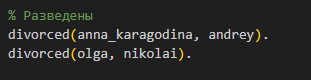 % Разведены
divorced(anna_karagodina, andrey).
divorced(olga, nikolai).